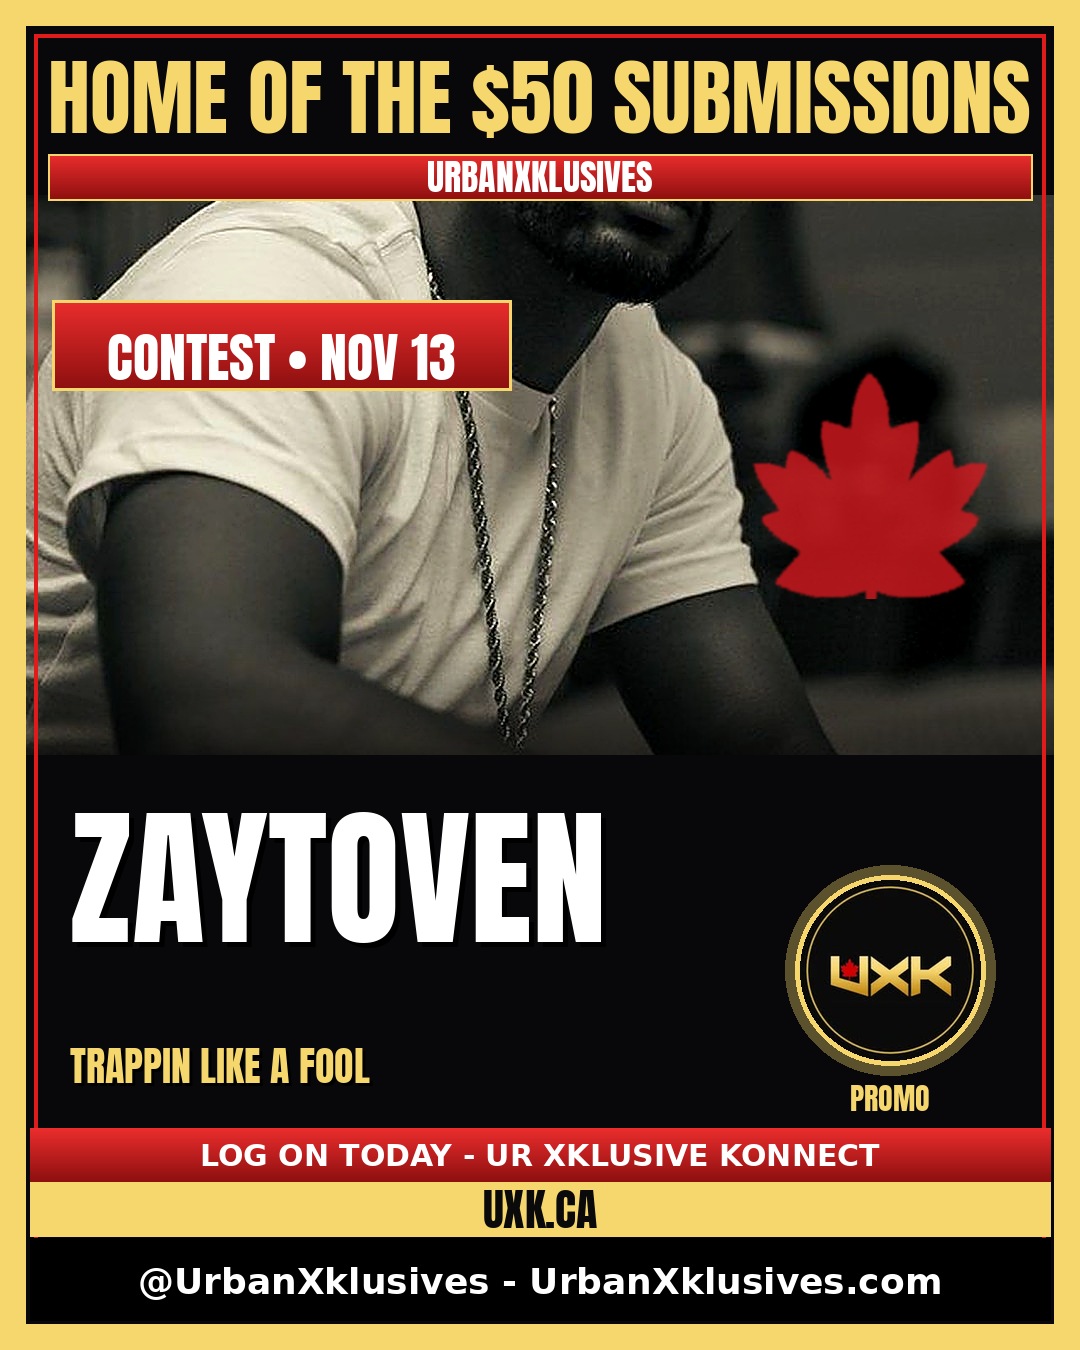 HOME OF THE $50 SUBMISSIONS
URBANXKLUSIVES
CONTEST • NOV 13
ZAYTOVEN
UXK
TRAPPIN LIKE A FOOL
PROMO
LOG ON TODAY - UR XKLUSIVE KONNECT
UXK.CA
@UrbanXklusives - UrbanXklusives.com